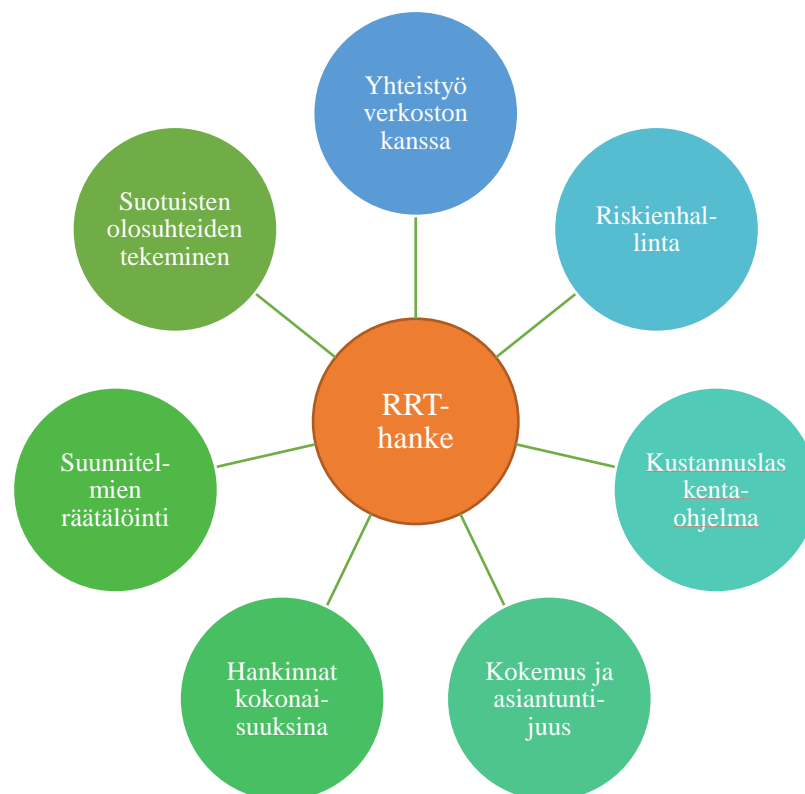 Yhteistyö
verkoston
kanssa
Riskienhal-
linta
Kustannuslas
kenta-
ohjelma
Kokemus ja
asiantunti-
juus
Hankinnat
kokonai-
suuksina
Suunnitel-
mien
räätälöinti
Suotuisten
olosuhteiden
tekeminen
RRT-
hanke